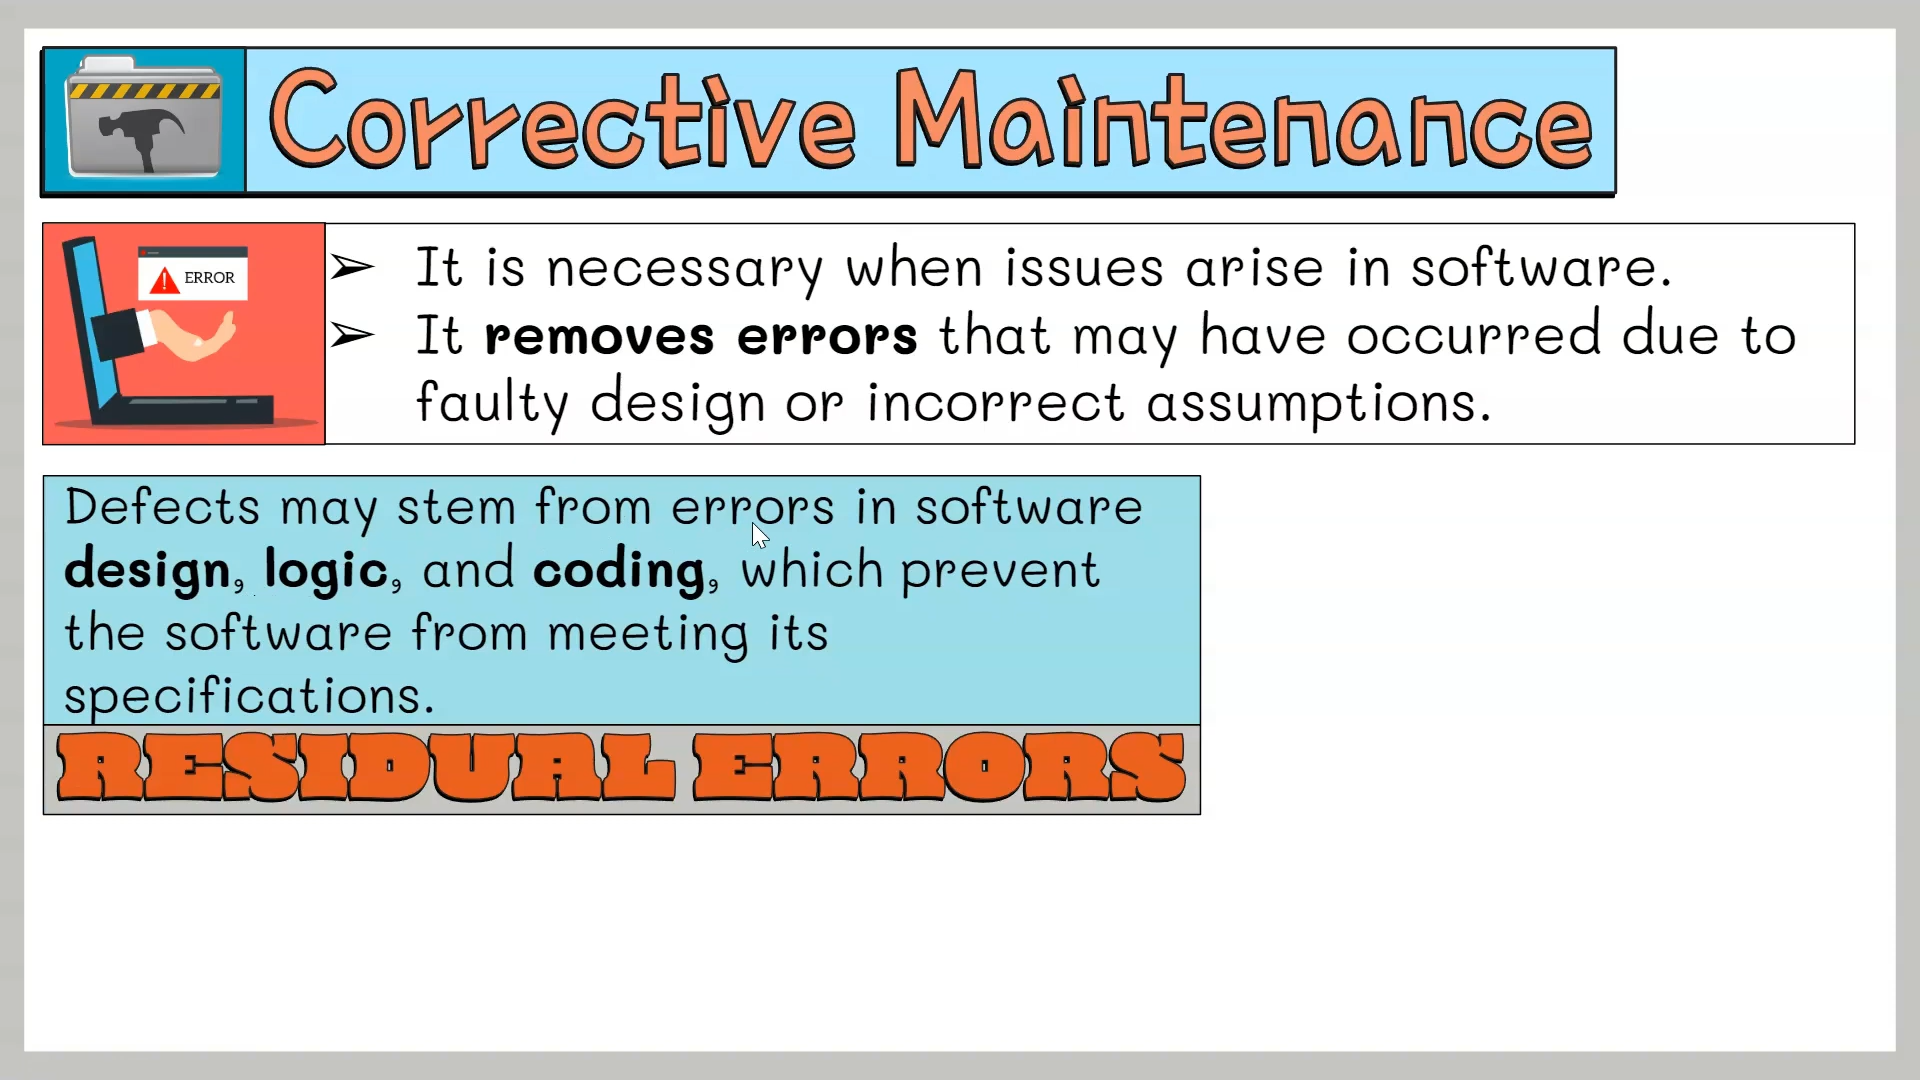 Corrective Maintenance
ERROR
➢ It is necessary when issues arise in software.
➢ It removes errors that may have occurred due to
faulty design or incorrect assumptions.
Defects may stem from errors in software
design, logic, and coding, which prevent
the software from meeting its
specifications.
RESIDUAL ERRORS